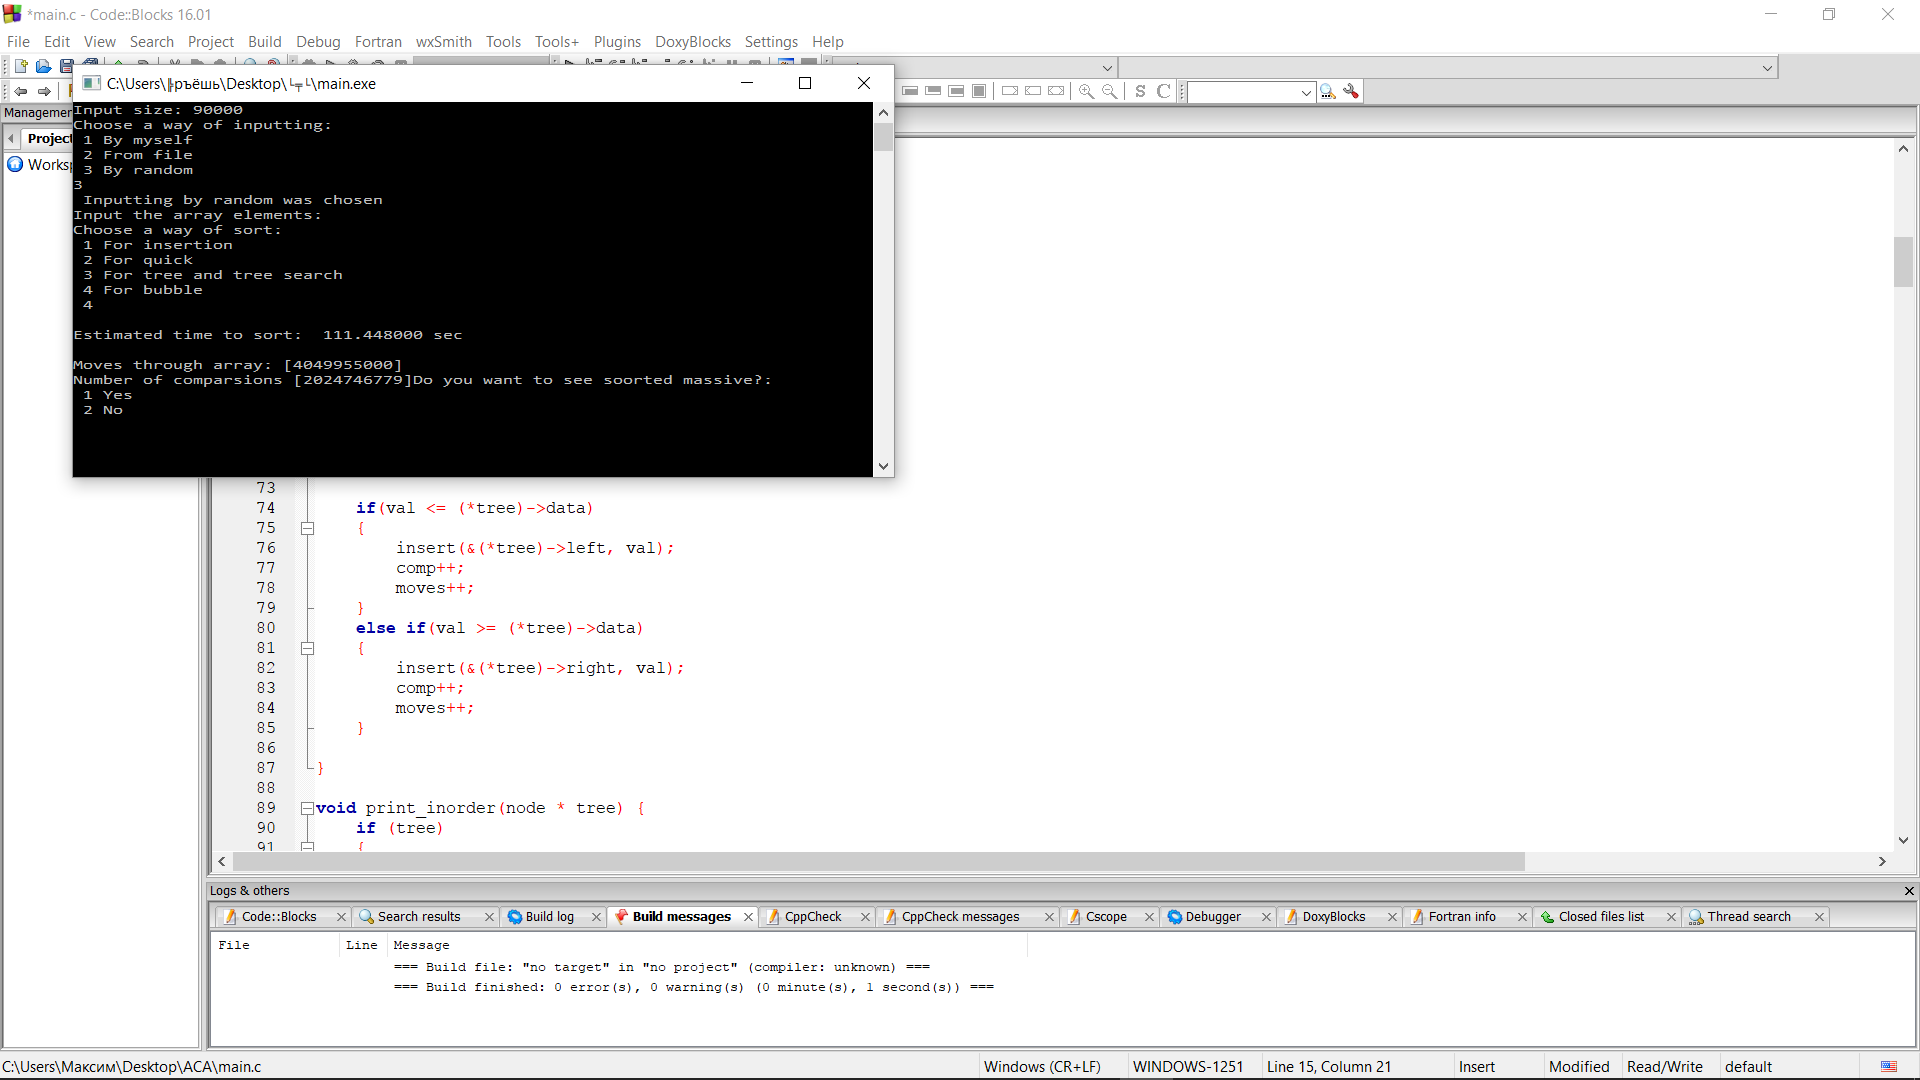 *main.c - Code::Blocks 16.01
File Edit View Search Project Build Debug Fortran wxSmith Tools Tools+ Plugins DoxyBlocks Settings Help
C:\Users\╠ръёшь\Desktop\└╤└\main.exe
S C
Managemen
Project
Worksp
Input size: 90000
Choose a way of inputting:
1 By myself
2 From file
3 By random
3
Inputting by random was chosen
Input the array elements:
Choose a way of sort:
1 For insertion
2 For quick
3 For tree and tree search
4 For bubble
4
Estimated time to sort: 111.448000 sec
Moves through array: [4049955000]
Number of comparsions [2024746779]Do you want to see soorted massive?:
1 Yes
2 No
73
74 if(val <= (*tree)->data)
75 {
76 insert(&(*tree)->left, val);
77 comp++;
78 moves++;
79 }
80 else if(val >= (*tree)->data)
81 {
82 insert(&(*tree)->right, val);
83 comp++;
84 moves++;
85 }
86
87 }
88
89 void print_inorder(node * tree) {
90 if (tree)
91 {
Logs & others
Code::Blocks Search results Build log Build messages CppCheck CppCheck messages Cscope Debugger DoxyBlocks Fortran info Closed files list Thread search
File Line Message
=== Build file: "no target" in "no project" (compiler: unknown) ===
=== Build finished: 0 error(s), 0 warning(s) (0 minute(s), 1 second(s)) ===
C:\Users\Максим\Desktop\ACA\main.c Windows (CR+LF) WINDOWS-1251 Line 15, Column 21 Insert Modified Read/Write default